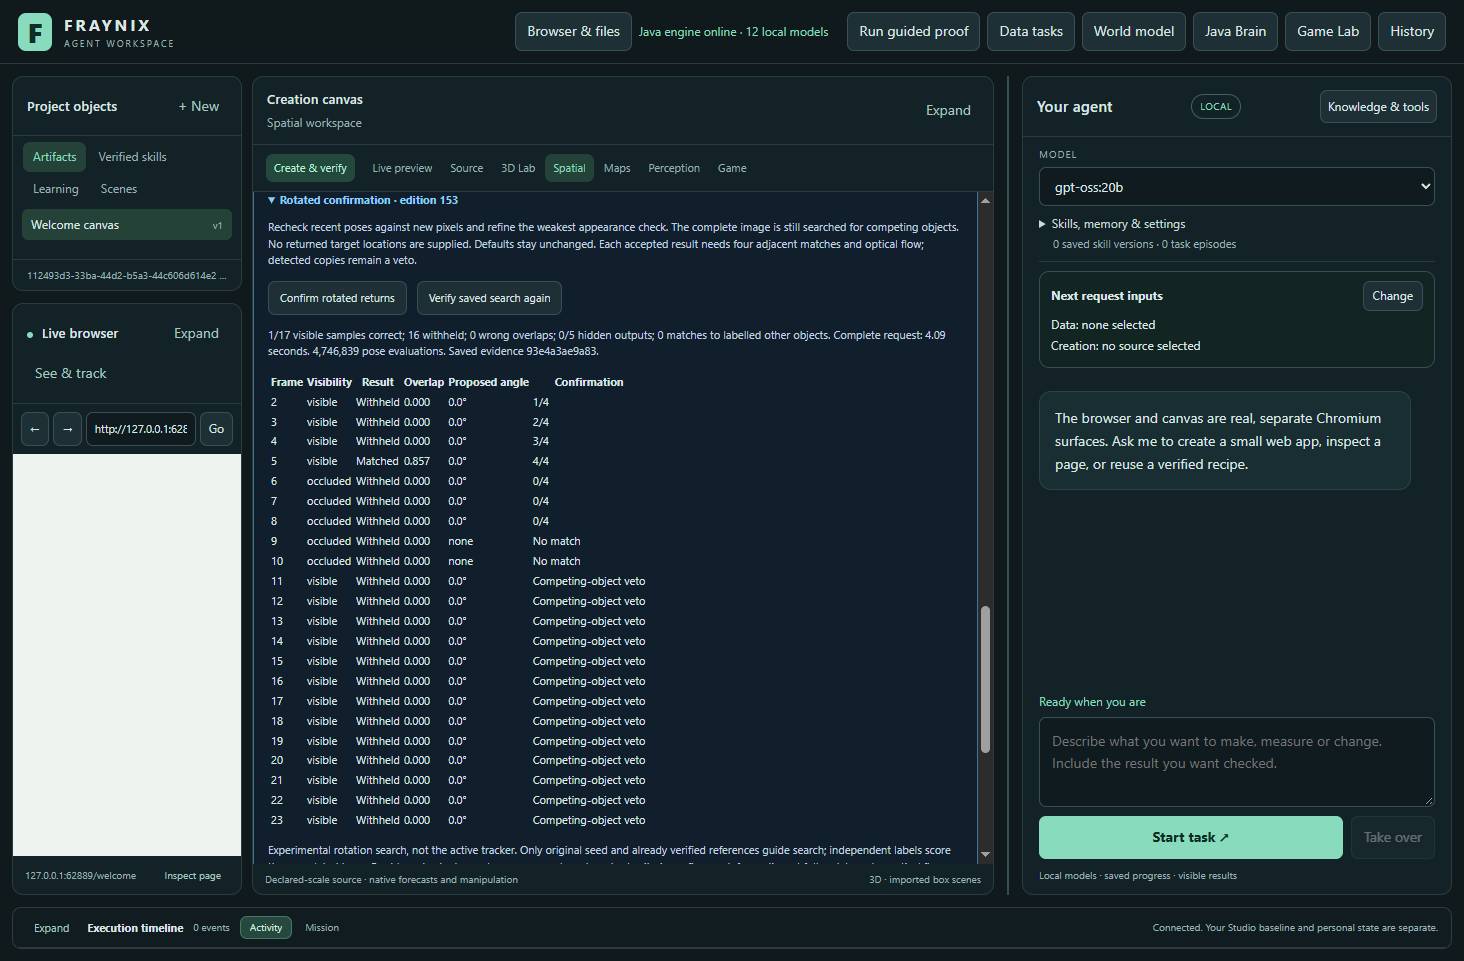 F
FRAYNIX
AGENT WORKSPACE
Browser & files
Java engine online · 12 local models
Run guided proof
Data tasks
World model
Java Brain
Game Lab
History
Project objects
+ New
Artifacts
Verified skills
Learning
Scenes
Welcome canvas
v1
112493d3-33ba-44d2-b5a3-44c606d614e2 ...
Live browser
Expand
See & track
←
→
http://127.0.0.1:628
Go
127.0.0.1:62889/welcome
Inspect page
Creation canvas
Spatial workspace
Expand
Create & verify
Live preview
Source
3D Lab
Spatial
Maps
Perception
Game
▼ Rotated confirmation · edition 153
Recheck recent poses against new pixels and refine the weakest appearance check. The complete image is still searched for competing objects.
No returned target locations are supplied. Defaults stay unchanged. Each accepted result needs four adjacent matches and optical flow;
detected copies remain a veto.
Confirm rotated returns
Verify saved search again
1/17 visible samples correct; 16 withheld; 0 wrong overlaps; 0/5 hidden outputs; 0 matches to labelled other objects. Complete request: 4.09
seconds. 4,746,839 pose evaluations. Saved evidence 93e4a3ae9a83.
Frame Visibility Result Overlap Proposed angle Confirmation
2 visible Withheld 0.000 0.0° 1/4
3 visible Withheld 0.000 0.0° 2/4
4 visible Withheld 0.000 0.0° 3/4
5 visible Matched 0.857 0.0° 4/4
6 occluded Withheld 0.000 0.0° 0/4
7 occluded Withheld 0.000 0.0° 0/4
8 occluded Withheld 0.000 0.0° 0/4
9 occluded Withheld 0.000 none No match
10 occluded Withheld 0.000 none No match
11 visible Withheld 0.000 0.0° Competing-object veto
12 visible Withheld 0.000 0.0° Competing-object veto
13 visible Withheld 0.000 0.0° Competing-object veto
14 visible Withheld 0.000 0.0° Competing-object veto
15 visible Withheld 0.000 0.0° Competing-object veto
16 visible Withheld 0.000 0.0° Competing-object veto
17 visible Withheld 0.000 0.0° Competing-object veto
18 visible Withheld 0.000 0.0° Competing-object veto
19 visible Withheld 0.000 0.0° Competing-object veto
20 visible Withheld 0.000 0.0° Competing-object veto
21 visible Withheld 0.000 0.0° Competing-object veto
22 visible Withheld 0.000 0.0° Competing-object veto
23 visible Withheld 0.000 0.0° Competing-object veto
Experimental rotation search, not the active tracker. Only original seed and already verified references guide search; independent labels score
Declared-scale source · native forecasts and manipulation
3D · imported box scenes
Your agent
LOCAL
Knowledge & tools
MODEL
gpt-oss:20b
▶ Skills, memory & settings
0 saved skill versions · 0 task episodes
Next request inputs
Change
Data: none selected
Creation: no source selected
The browser and canvas are real, separate Chromium
surfaces. Ask me to create a small web app, inspect a
page, or reuse a verified recipe.
Ready when you are
Describe what you want to make, measure or change.
Include the result you want checked.
Start task ↗
Take over
Local models · saved progress · visible results
Expand
Execution timeline
0 events
Activity
Mission
Connected. Your Studio baseline and personal state are separate.